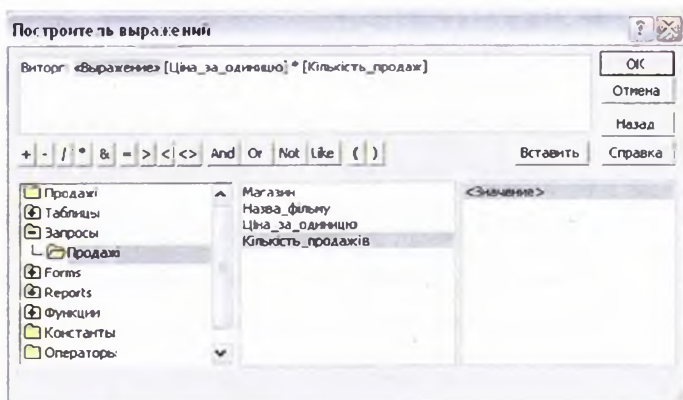 Построитель выражений
Виторг: «Выражение» [Ціна_за_одиницю] * [Кількість_продаж]
ОК
Отмена
Назад
+ - / * & = > < <> And Or Not Like ( ) Вставить Справка
Продажі
Таблицы
Запросы
Продажі
Forms
Reports
Функции
Константы
Операторы
Магазин
Назва_фільму
Ціна_за_одиницю
Кількість_продажів
<Значение>